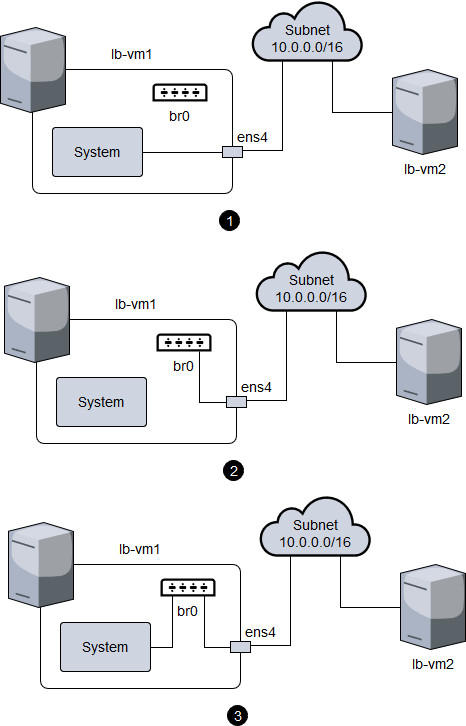 lb-vm1
Subnet
10.0.0.0/16
br0
ens4
System
lb-vm2
1
lb-vm1
Subnet
10.0.0.0/16
br0
ens4
System
lb-vm2
2
lb-vm1
Subnet
10.0.0.0/16
br0
ens4
System
lb-vm2
3